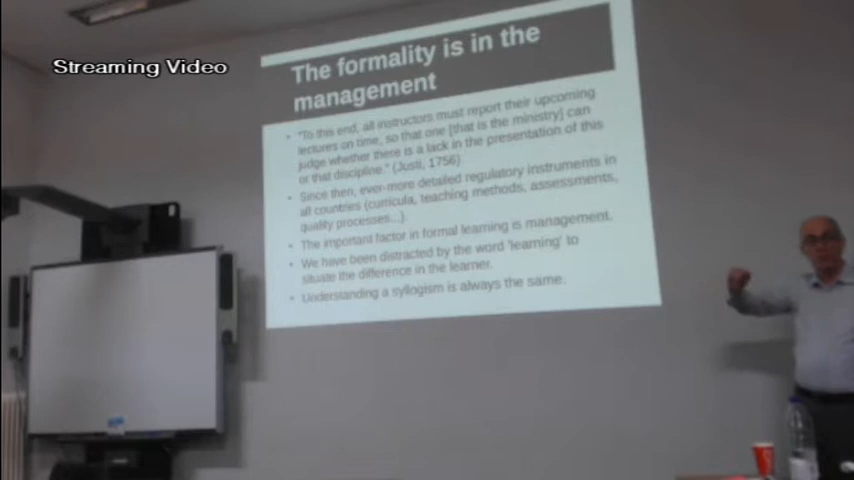 Streaming Video
The formality is in the
management
• "To this end, all instructors must report their upcoming
lectures on time, so that one [that is the ministry] can
judge whether there is a lack in the presentation of this
or that discipline." (Justi, 1756)
• Since then, ever-more detailed regulatory instruments in
all countries (curricula, teaching methods, assessments,
quality processes...).
• The important factor in formal learning is management.
• We have been distracted by the word 'learning' to
situate the difference in the learner.
• Understanding a syllogism is always the same.